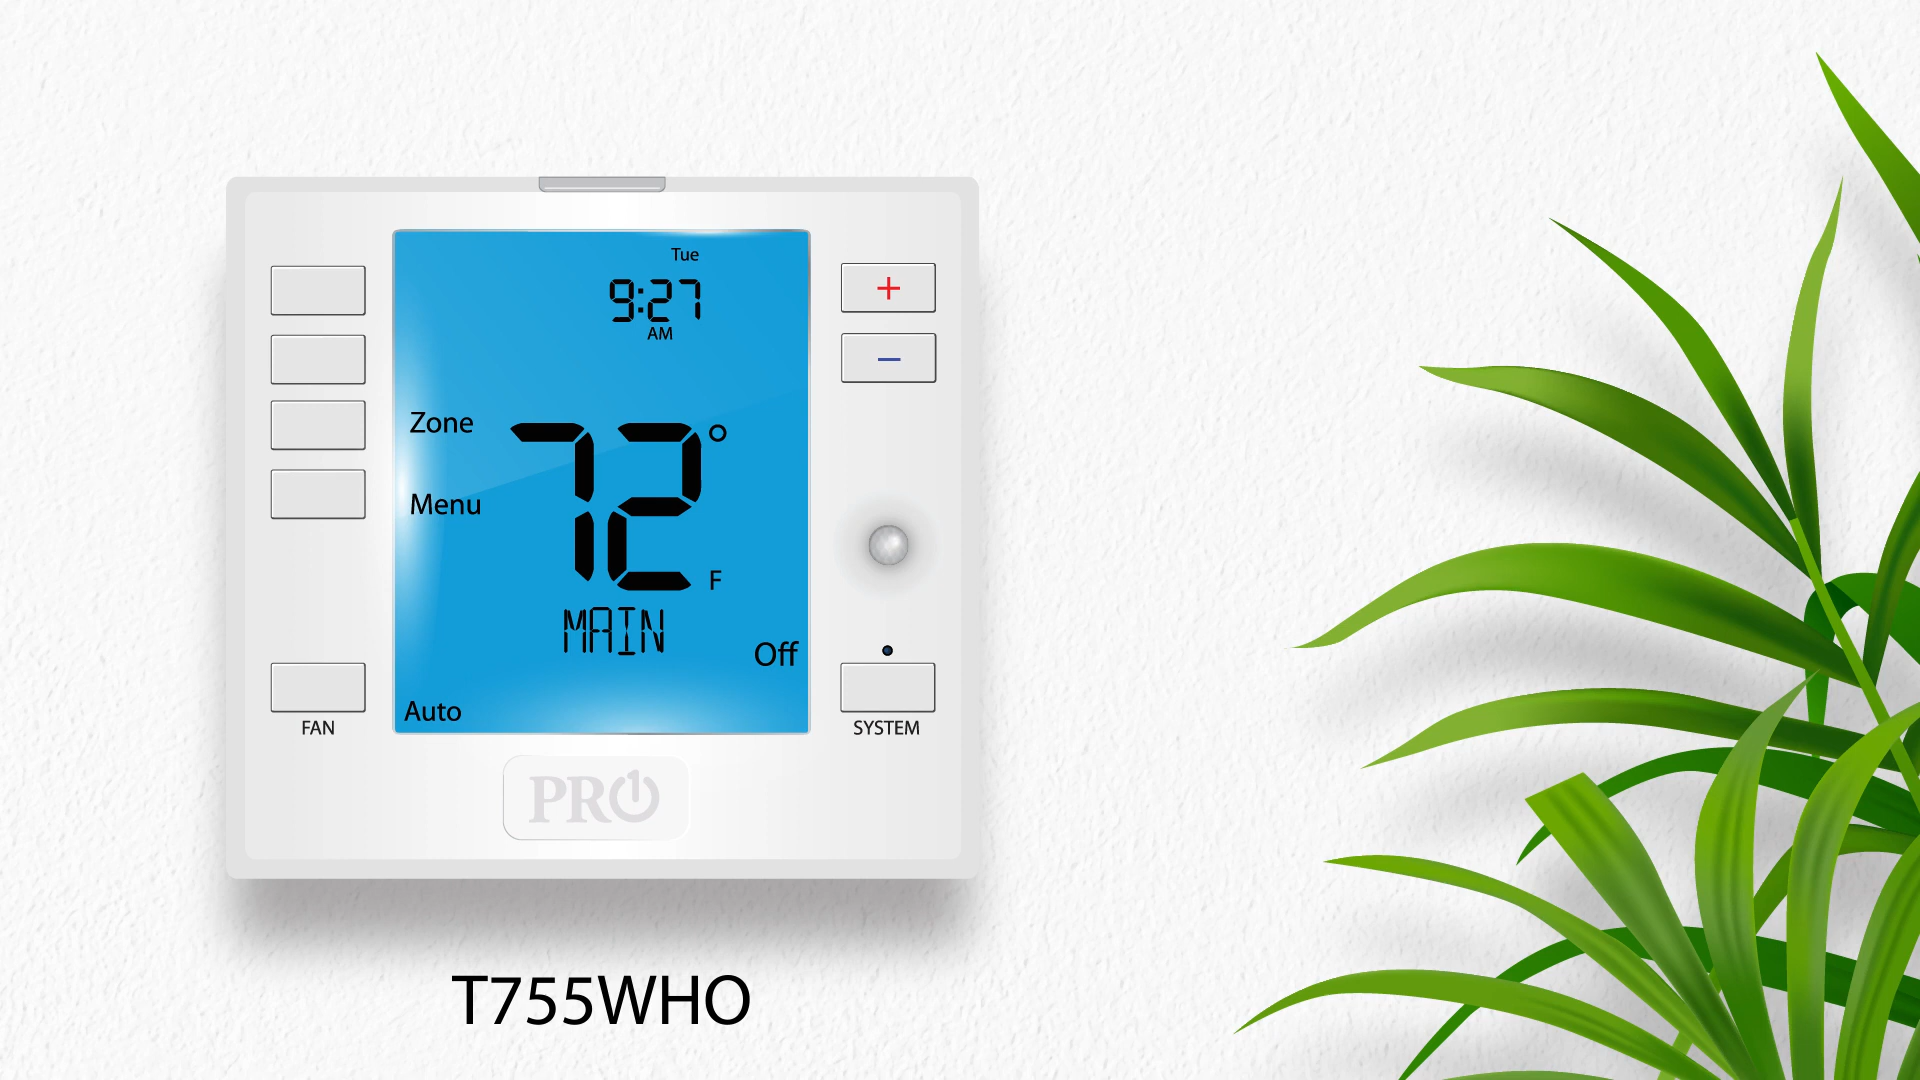 Tue
9:27
AM
+
−
Zone
72°
Menu
F
MAIN
Off
Auto
FAN
SYSTEM
PRO
T755WHO